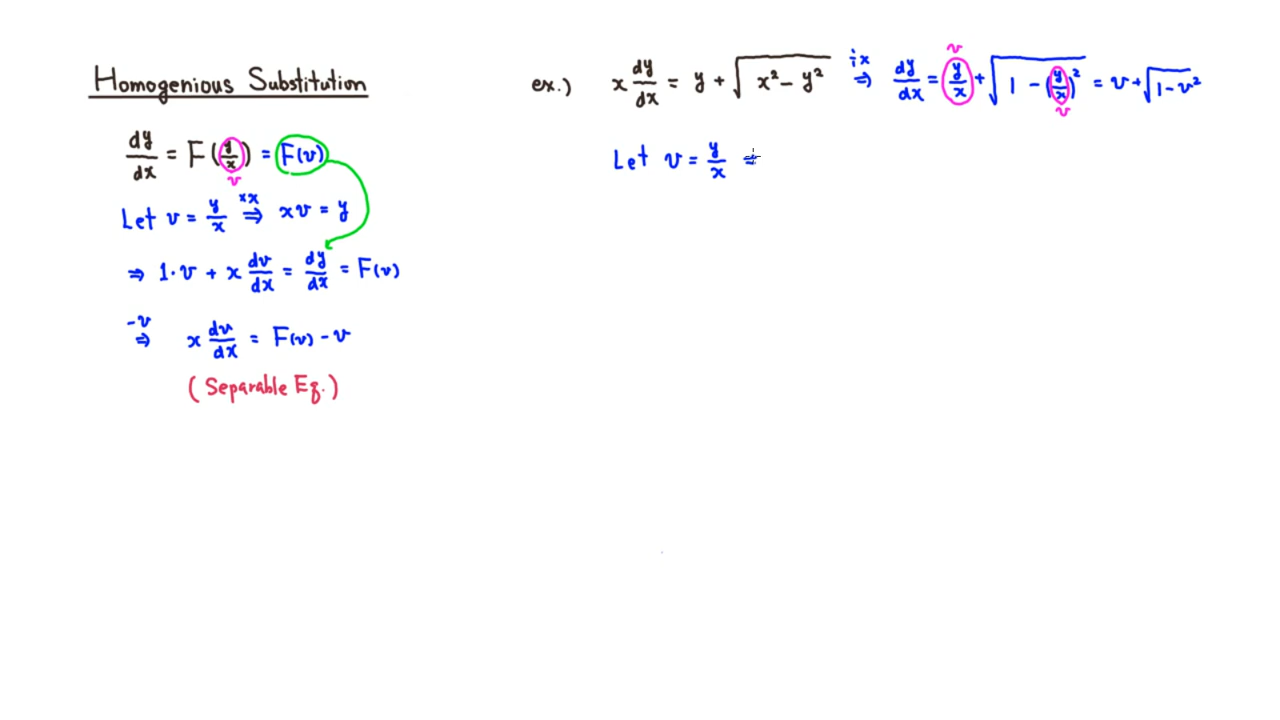 Homogenious Substitution
dy/dx = F(y/x) = F(v)
v
Let v = y/x ⇒ xv = y
×x
⇒ 1·v + x dv/dx = dy/dx = F(v)
-v
⇒ x dv/dx = F(v) - v
(Separable Eq.)
ex.) x dy/dx = y + √(x² - y²) ⇒ dy/dx = y/x + √(1 - (y/x)²) = v + √(1-v²)
÷x
v
v
Let v = y/x =